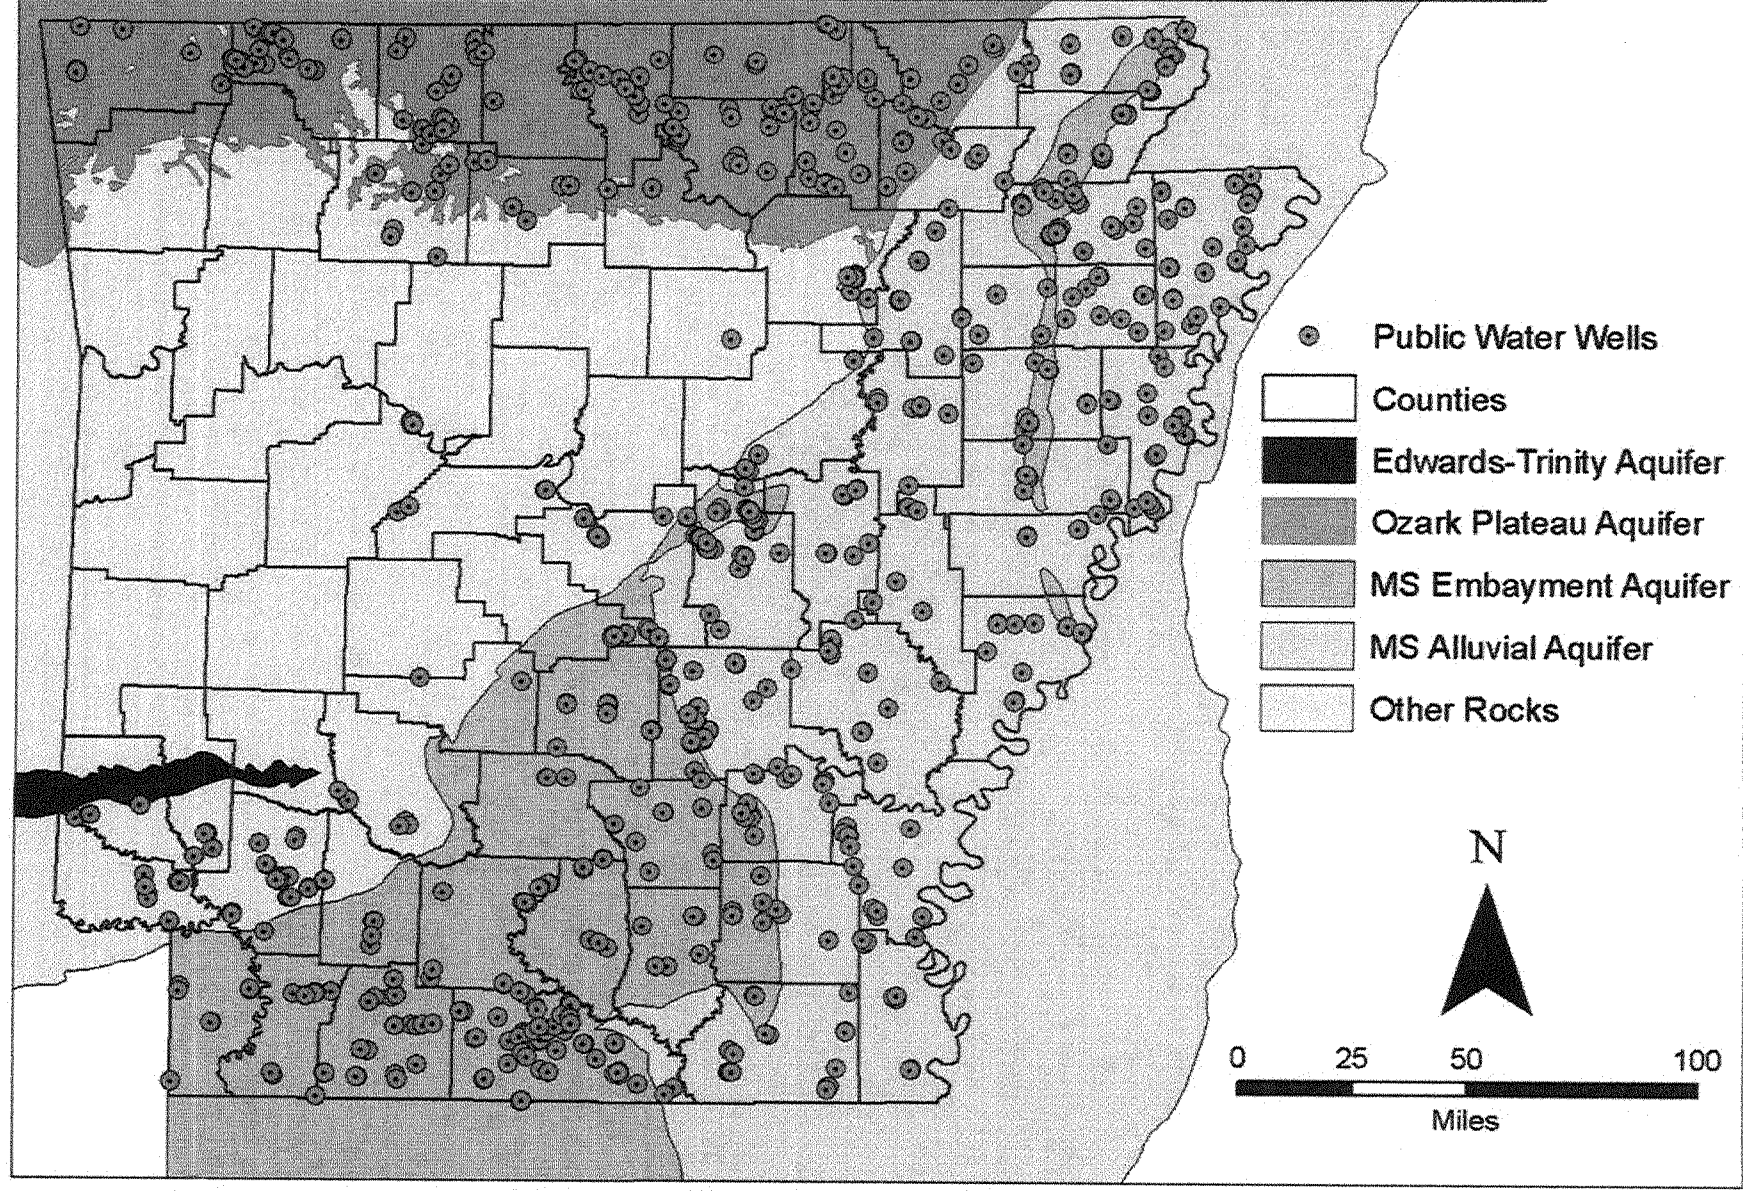 Public Water Wells
Counties
Edwards-Trinity Aquifer
Ozark Plateau Aquifer
MS Embayment Aquifer
MS Alluvial Aquifer
Other Rocks
N
0 25 50 100
Miles